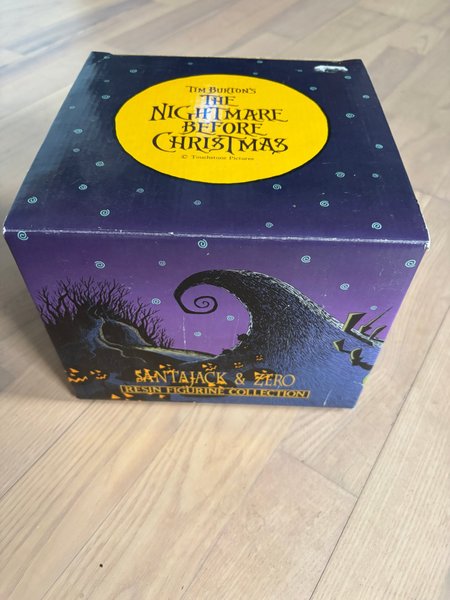 TIM BURTON'S
THE
NIGHTMARE
BEFORE
CHRISTMAS
© Touchstone Pictures
SANTAJACK & ZERO
RESIN FIGURINE COLLECTION